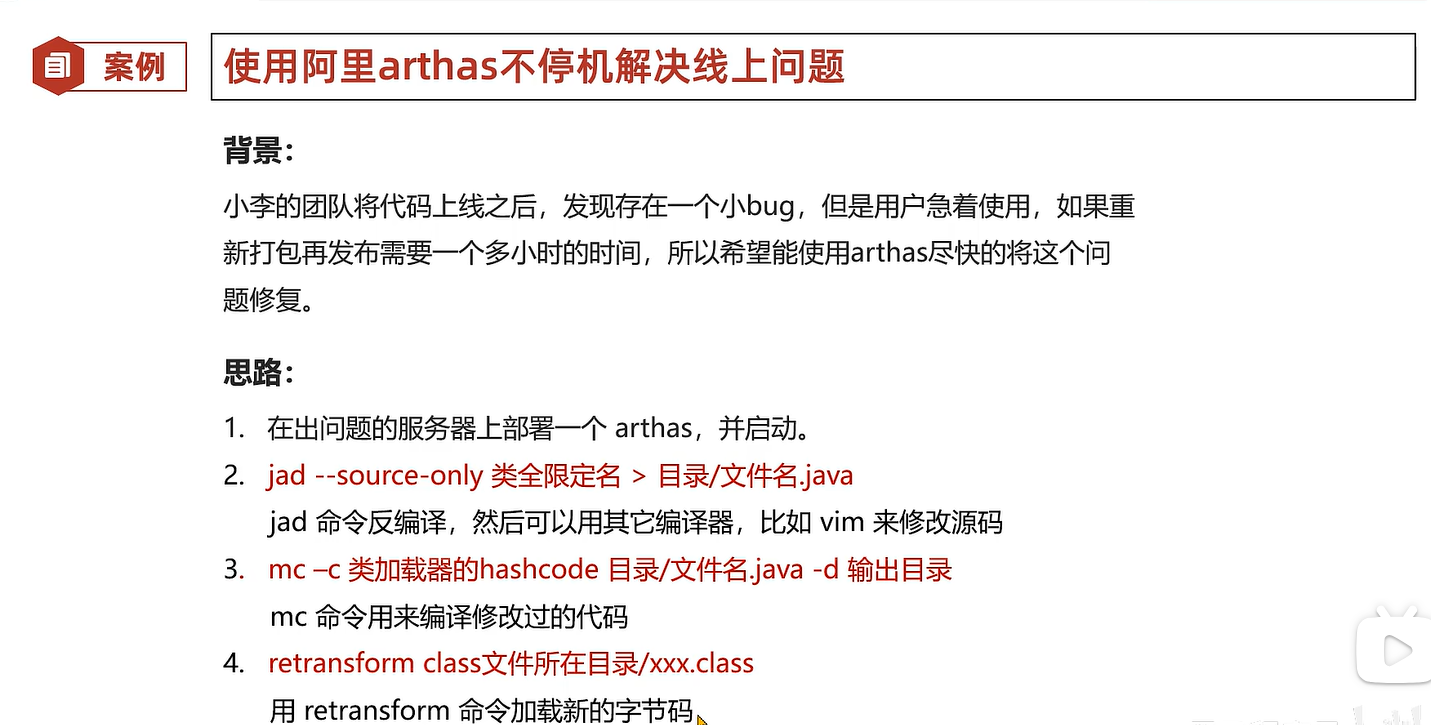 案例
使用阿里arthas不停机解决线上问题
背景：
小李的团队将代码上线之后，发现存在一个小bug，但是用户急着使用，如果重
新打包再发布需要一个多小时的时间，所以希望能使用arthas尽快的将这个问
题修复。
思路：
1. 在出问题的服务器上部署一个 arthas，并启动。
2. jad --source-only 类全限定名 > 目录/文件名.java
jad 命令反编译，然后可以用其它编译器，比如 vim 来修改源码
3. mc –c 类加载器的hashcode 目录/文件名.java -d 输出目录
mc 命令用来编译修改过的代码
4. retransform class文件所在目录/xxx.class
用 retransform 命令加载新的字节码